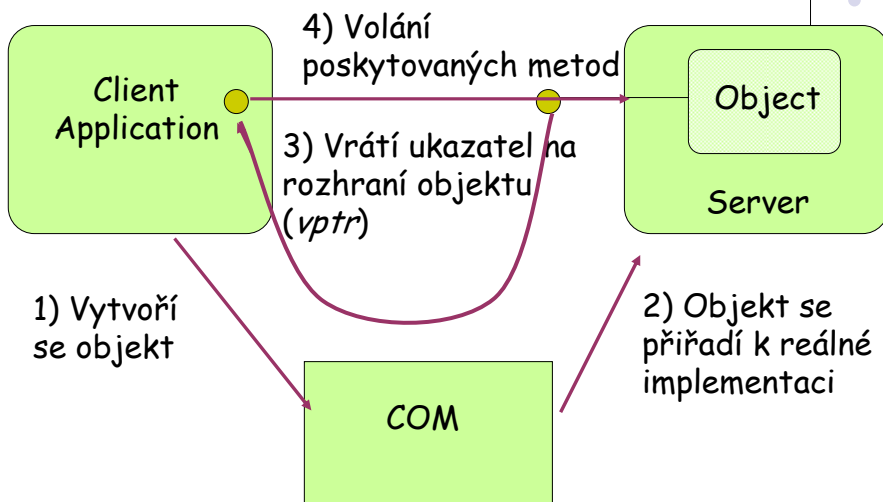 4) Volání
poskytovaných metod
Client
Application
Object
3) Vrátí ukazatel na
rozhraní objektu
(vptr)
Server
1) Vytvoří
se objekt
2) Objekt se
přiřadí k reálné
implementaci
COM